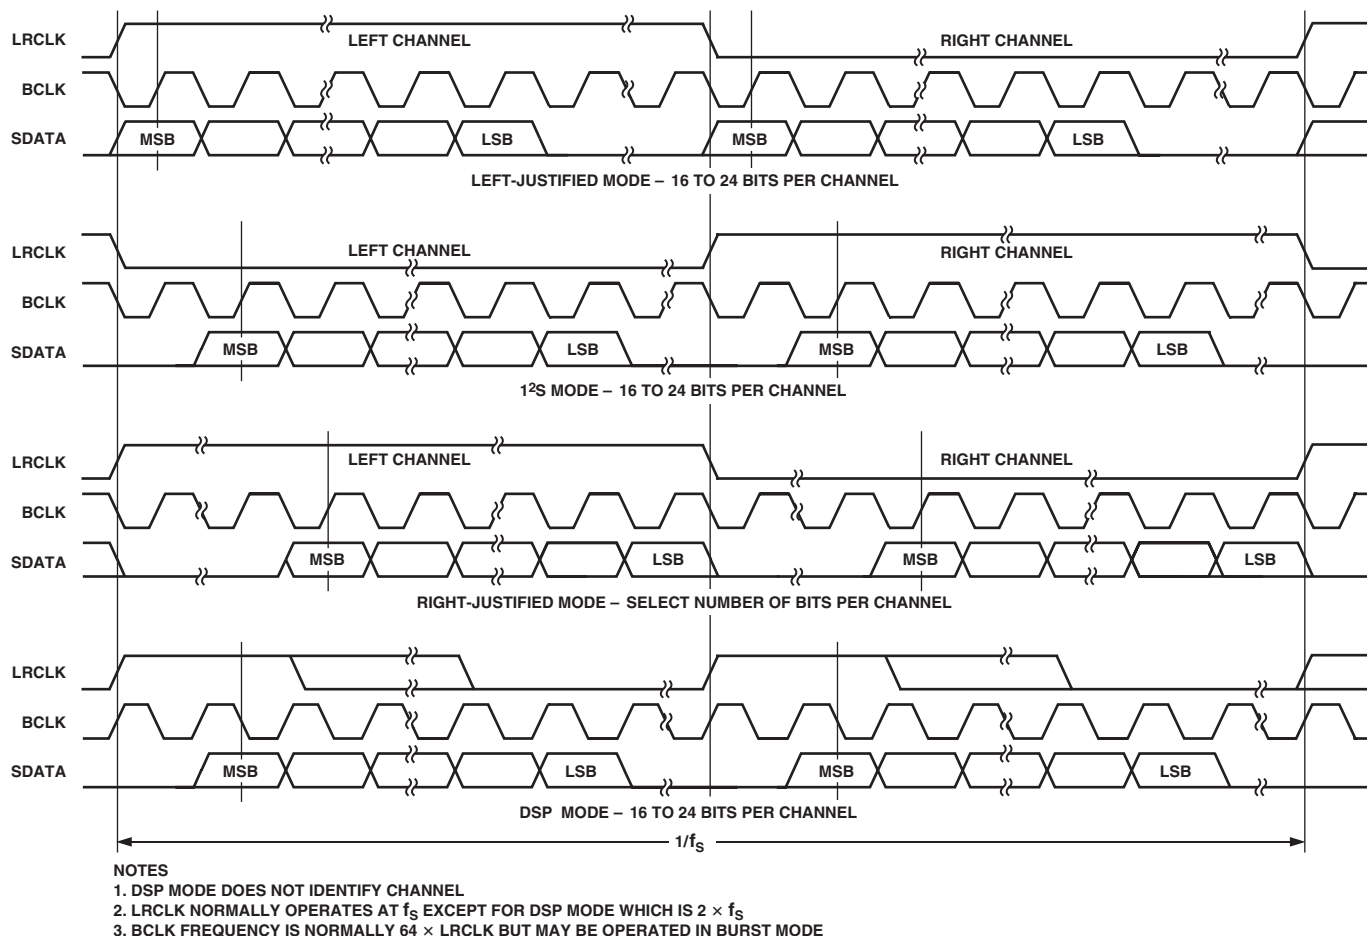 LRCLK LEFT CHANNEL RIGHT CHANNEL
BCLK
SDATA MSB LSB MSB LSB
LEFT-JUSTIFIED MODE – 16 TO 24 BITS PER CHANNEL
LRCLK LEFT CHANNEL RIGHT CHANNEL
BCLK
SDATA MSB LSB MSB LSB
1²S MODE – 16 TO 24 BITS PER CHANNEL
LRCLK LEFT CHANNEL RIGHT CHANNEL
BCLK
SDATA MSB LSB MSB LSB
RIGHT-JUSTIFIED MODE – SELECT NUMBER OF BITS PER CHANNEL
LRCLK
BCLK
SDATA MSB LSB MSB LSB
DSP MODE – 16 TO 24 BITS PER CHANNEL
1/fS
NOTES
1. DSP MODE DOES NOT IDENTIFY CHANNEL
2. LRCLK NORMALLY OPERATES AT fS EXCEPT FOR DSP MODE WHICH IS 2 × fS
3. BCLK FREQUENCY IS NORMALLY 64 × LRCLK BUT MAY BE OPERATED IN BURST MODE